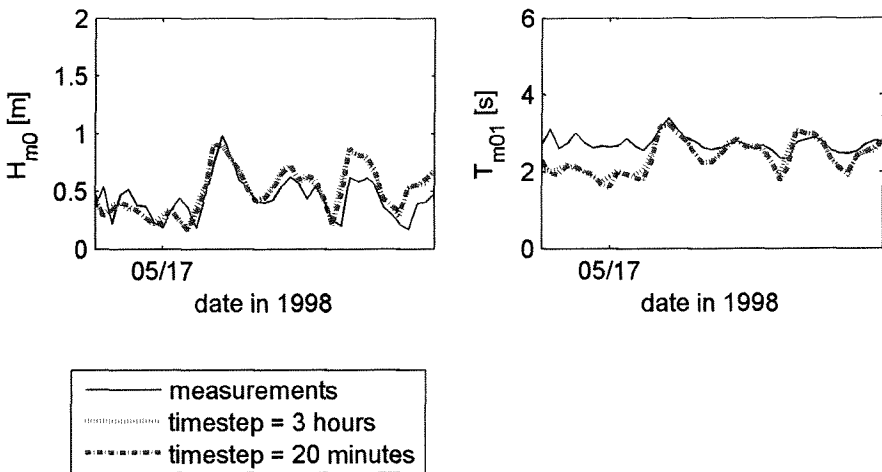 2
1.5
1
0.5
0
H_m0 [m]
05/17
date in 1998
6
4
2
0
T_m01 [s]
05/17
date in 1998
measurements
timestep = 3 hours
timestep = 20 minutes